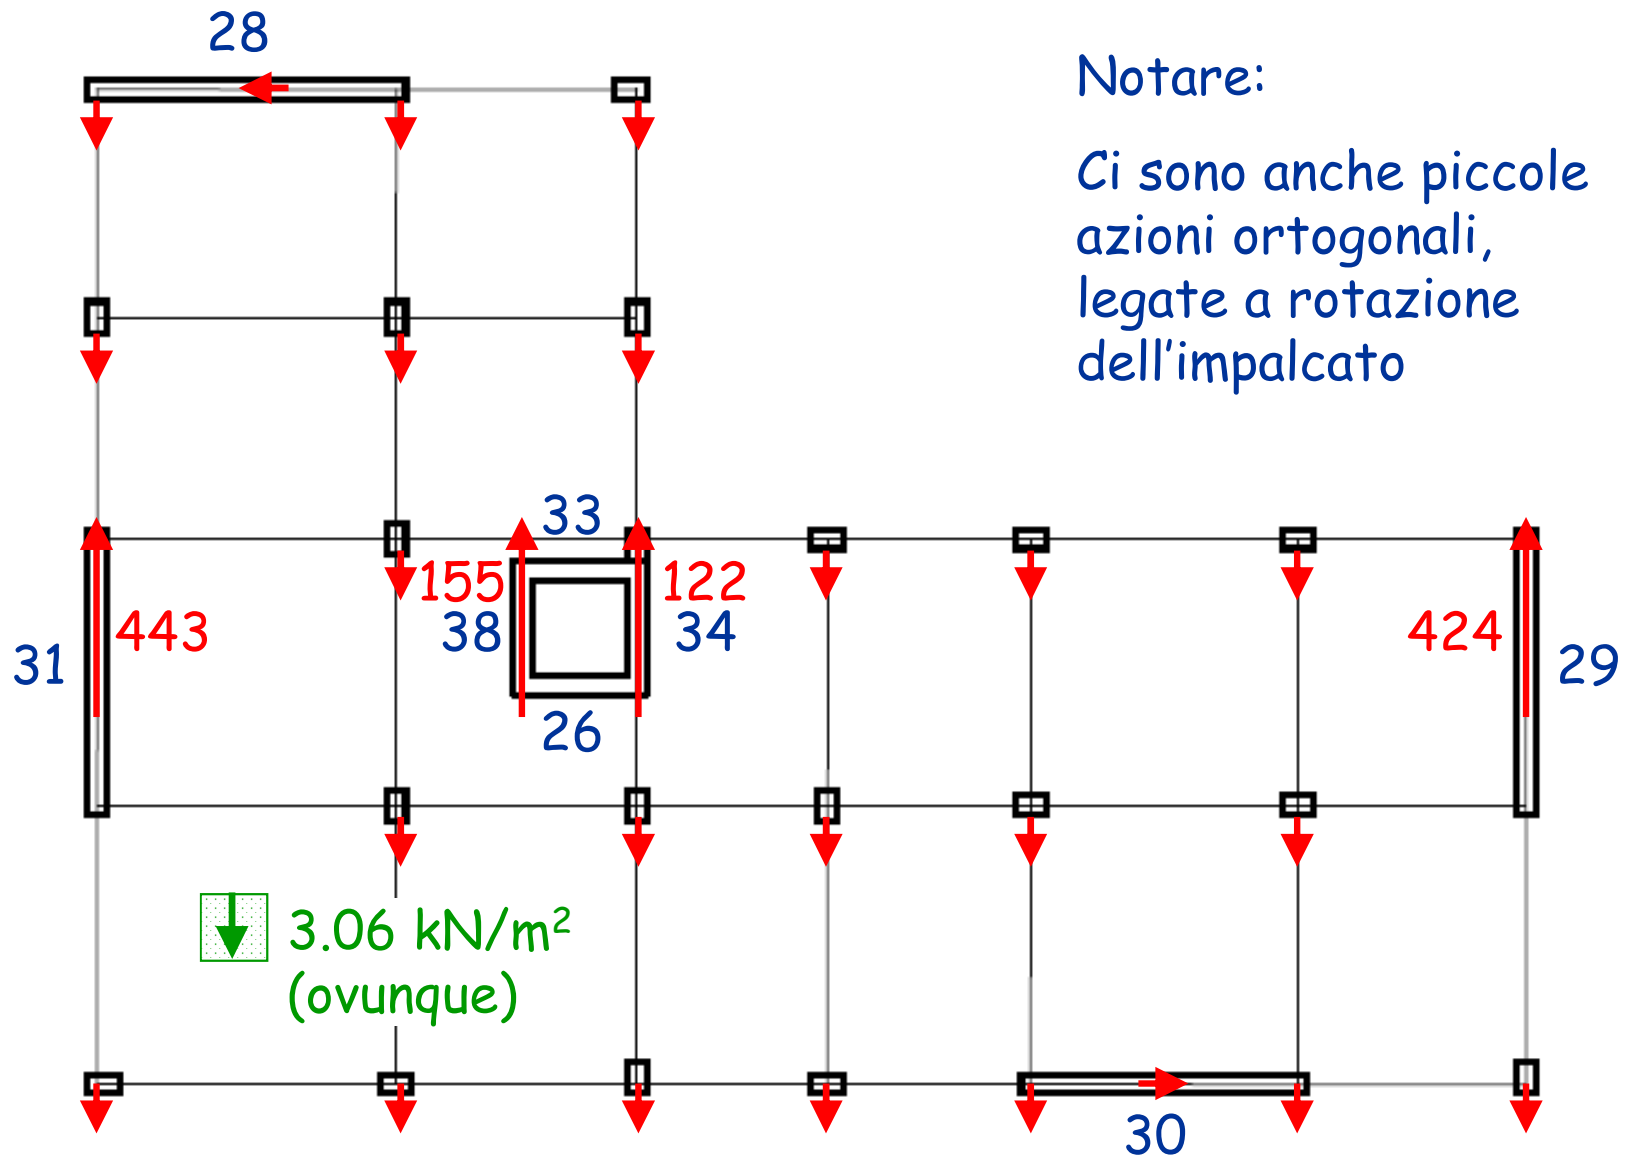 28
Notare:
Ci sono anche piccole
azioni ortogonali,
legate a rotazione
dell'impalcato
33
155
122
443
38
34
424
31
29
26
3.06 kN/m²
(ovunque)
30